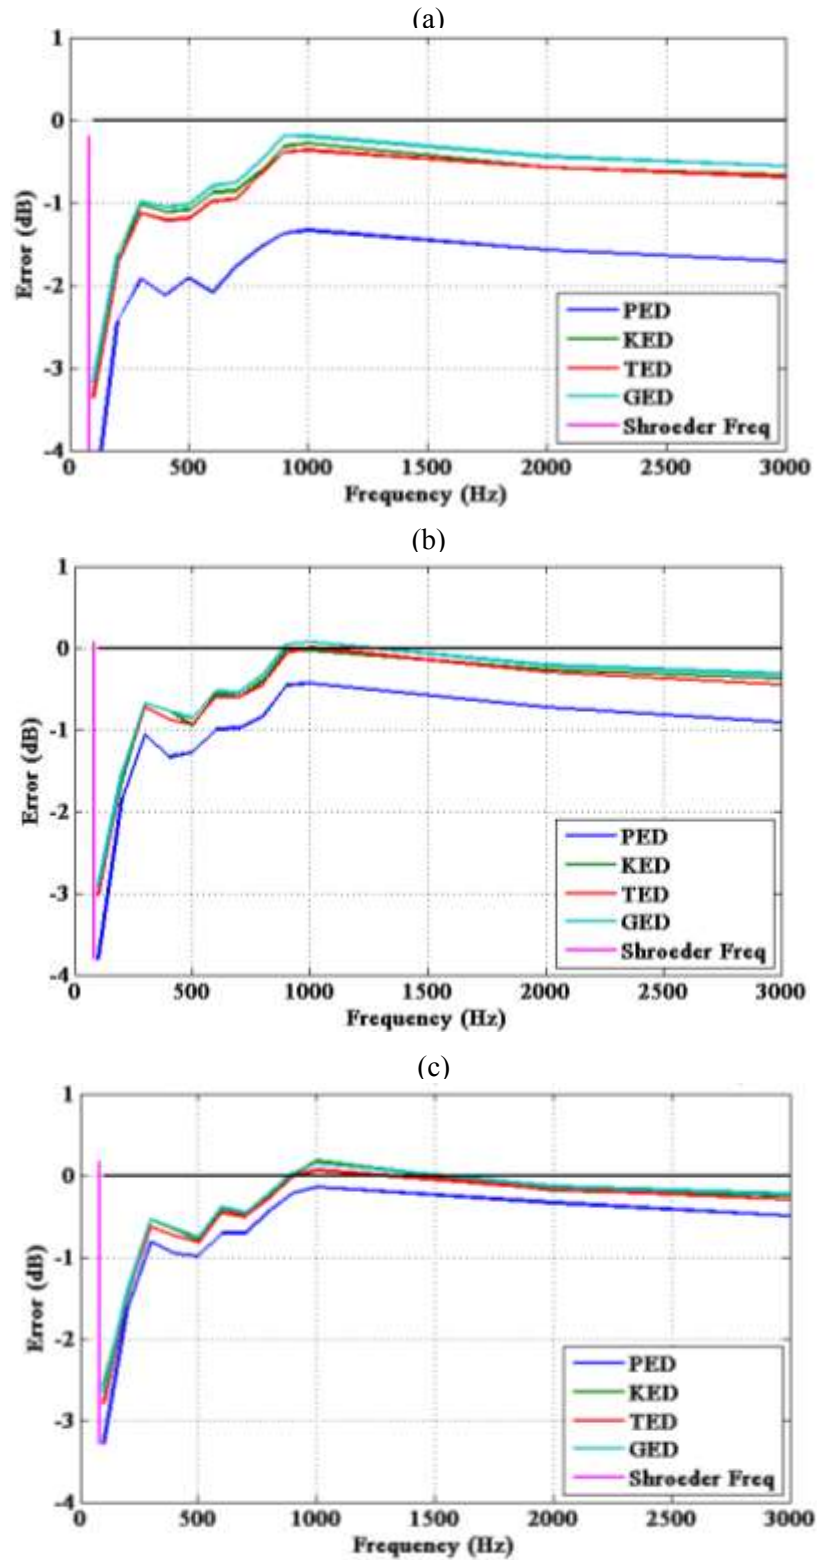 (a)
1
0
-1
-2
-3
-4
Error (dB)
PED
KED
TED
GED
Shroeder Freq
0 500 1000 1500 2000 2500 3000
Frequency (Hz)
(b)
1
0
-1
-2
-3
-4
Error (dB)
PED
KED
TED
GED
Shroeder Freq
0 500 1000 1500 2000 2500 3000
Frequency (Hz)
(c)
1
0
-1
-2
-3
-4
Error (dB)
PED
KED
TED
GED
Shroeder Freq
0 500 1000 1500 2000 2500 3000
Frequency (Hz)